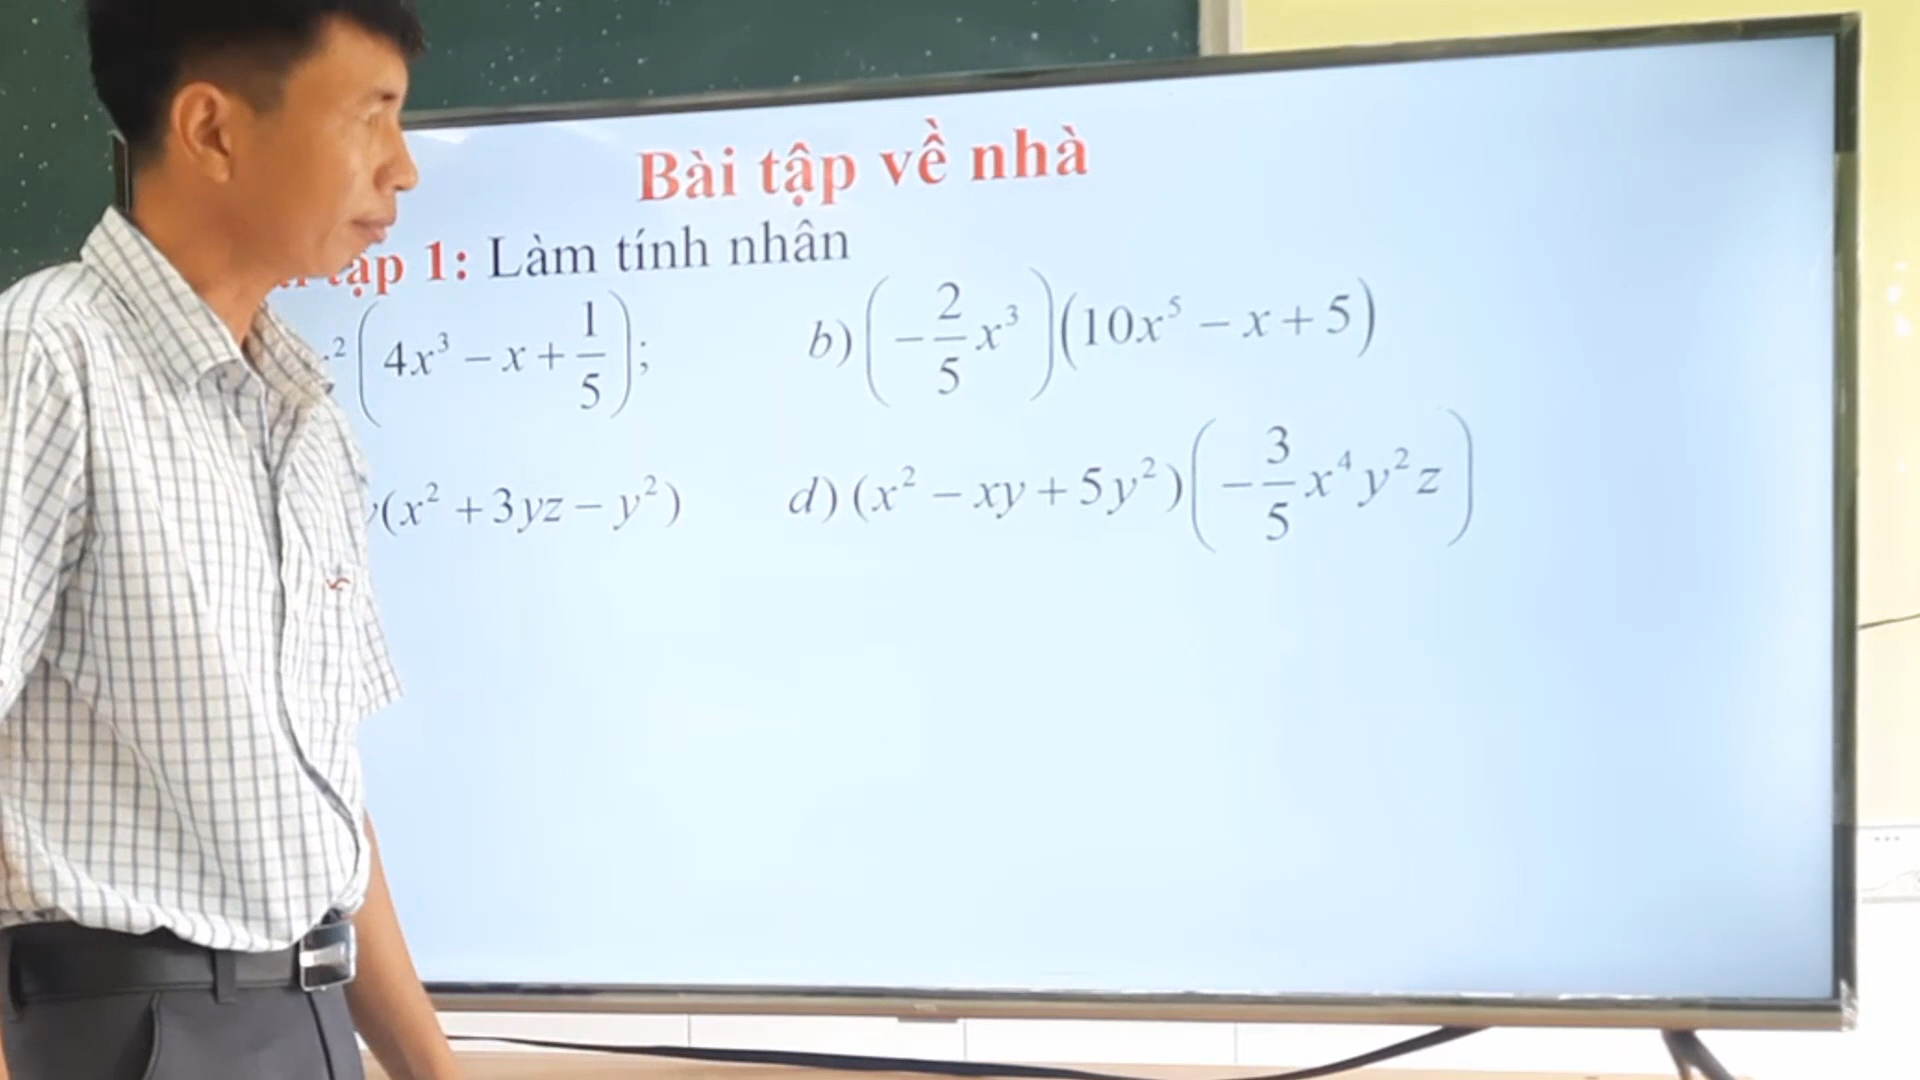 Bài tập về nhà
tập 1: Làm tính nhân
² (4x³ − x + 1/5); b) (−2/5 x³)(10x⁵ − x + 5)
(x² + 3yz − y²) d) (x² − xy + 5y²)(−3/5 x⁴y²z)